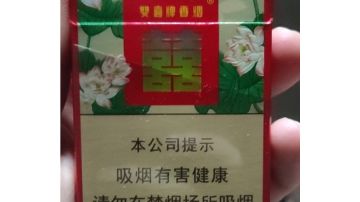 雙喜牌香烟®
囍
本公司提示
吸烟有害健康
请勿在禁烟场所吸烟